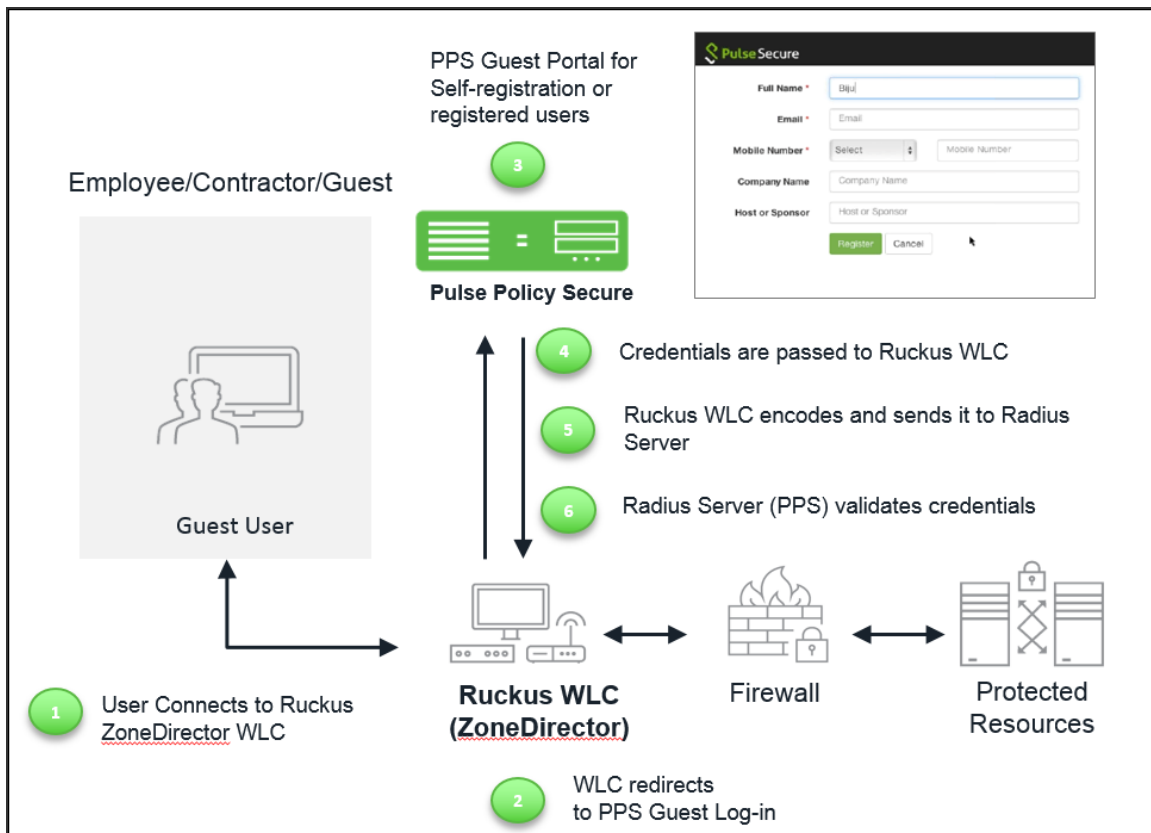 PPS Guest Portal for
Self-registration or
registered users
3
Employee/Contractor/Guest
Pulse Policy Secure
Guest User
Pulse Secure
Full Name *
Biju
Email *
Email
Mobile Number *
Select
Mobile Number
Company Name
Company Name
Host or Sponsor
Host or Sponsor
Register
Cancel
4
Credentials are passed to Ruckus WLC
5
Ruckus WLC encodes and sends it to Radius
Server
6
Radius Server (PPS) validates credentials
1
User Connects to Ruckus
ZoneDirector WLC
Ruckus WLC
(ZoneDirector)
Firewall
Protected
Resources
2
WLC redirects
to PPS Guest Log-in